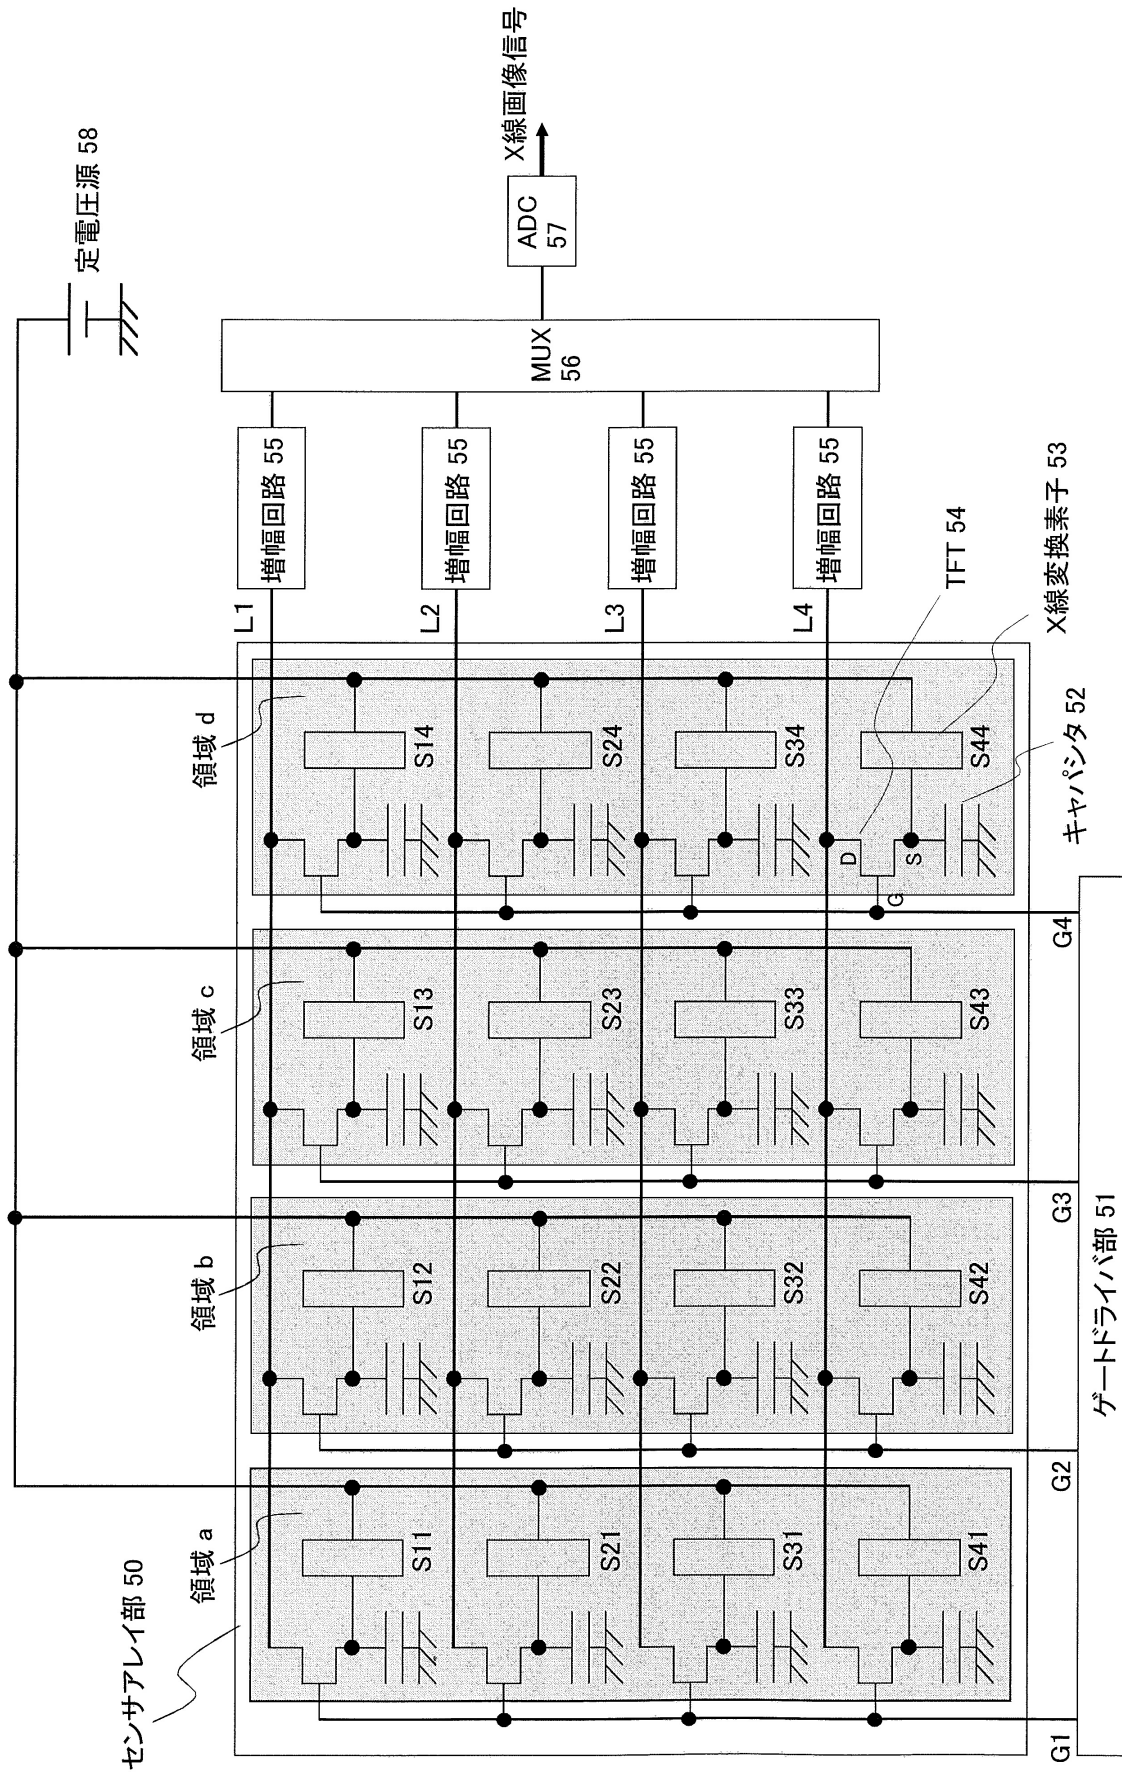 センサアレイ部 50
領域 a
領域 b
領域 c
領域 d
定電圧源 58
L1
L2
L3
L4
増幅回路 55
増幅回路 55
増幅回路 55
増幅回路 55
MUX
56
ADC
57
X線画像信号
S11
S12
S13
S14
S21
S22
S23
S24
S31
S32
S33
S34
S41
S42
S43
S44
D
S
G
TFT 54
X線変換素子 53
キャパシタ 52
G1
G2
G3
G4
ゲートドライバ部 51